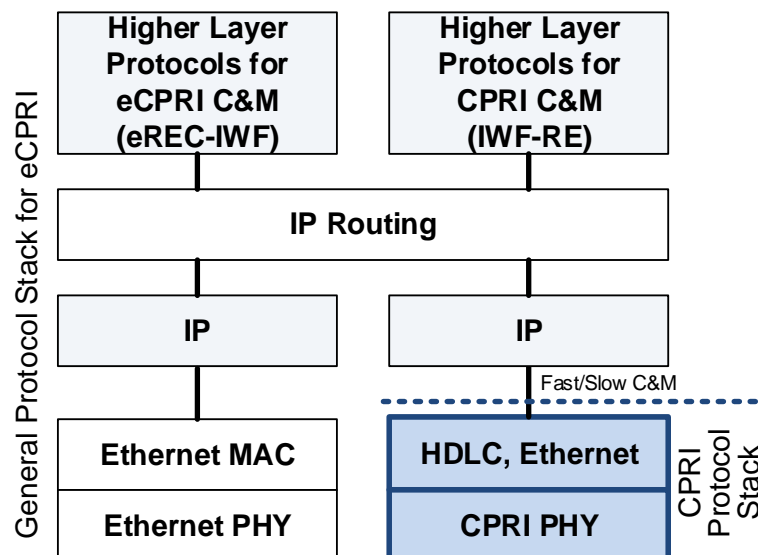 General Protocol Stack for eCPRI
Higher Layer
Protocols for
eCPRI C&M
(eREC-IWF)
Higher Layer
Protocols for
CPRI C&M
(IWF-RE)
IP Routing
IP
IP
Fast/Slow C&M
Ethernet MAC
HDLC, Ethernet
Ethernet PHY
CPRI PHY
CPRI
Protocol
Stack